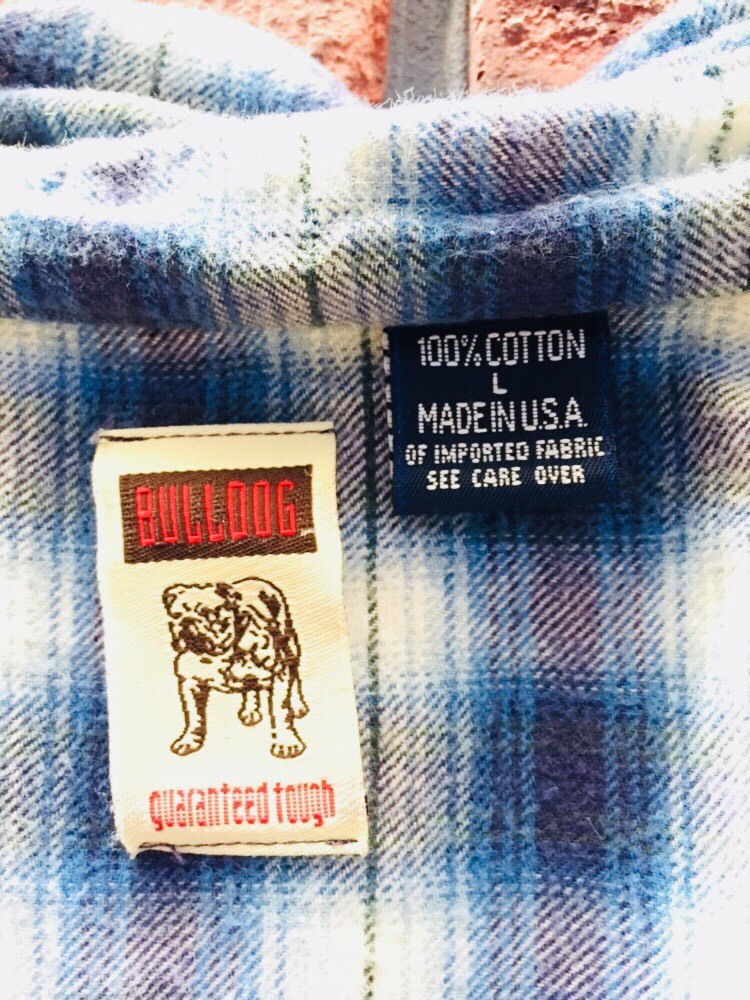 BULLDOG
guaranteed tough
100% COTTON
L
MADE IN U.S.A.
OF IMPORTED FABRIC
SEE CARE OVER